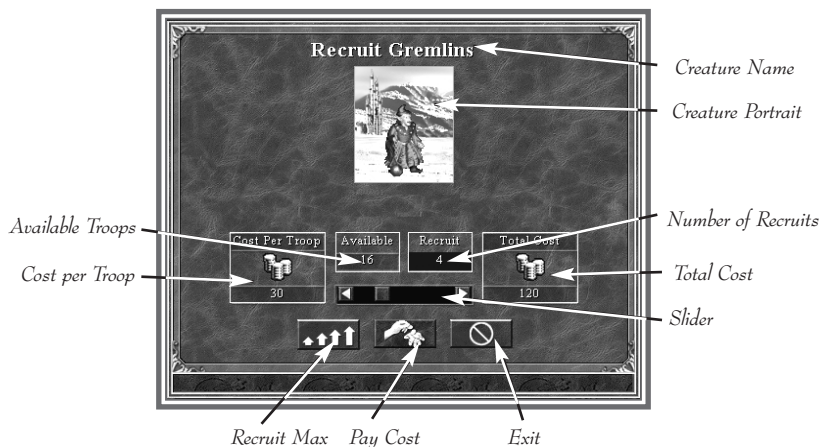 Recruit Gremlins
Creature Name
Creature Portrait
Available Troops
Number of Recruits
Cost Per Troop
Available
Recruit
Total Cost
16
4
Cost per Troop
Total Cost
30
120
Slider
Recruit Max
Pay Cost
Exit